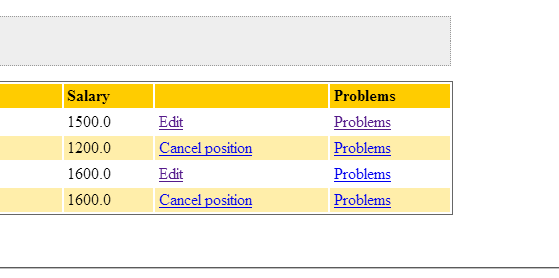 Salary Problems
1500.0 Edit Problems
1200.0 Cancel position Problems
1600.0 Edit Problems
1600.0 Cancel position Problems